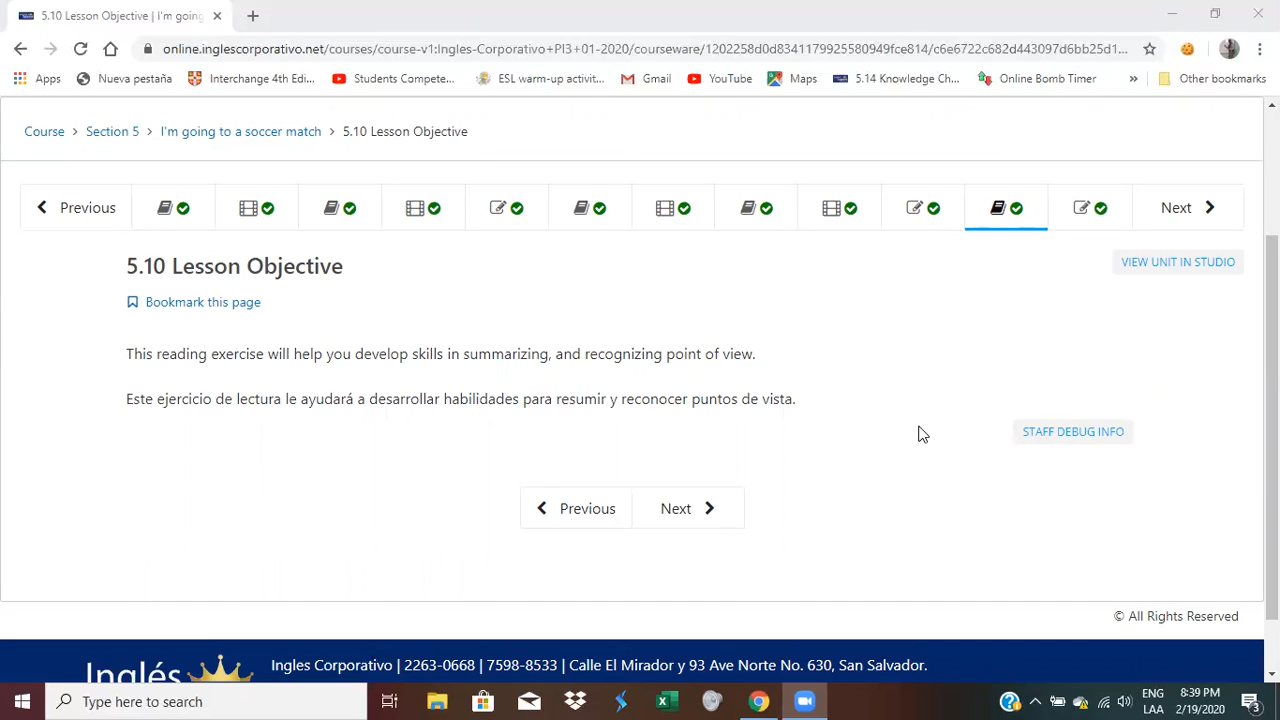 5.10 Lesson Objective | I'm going
online.inglescorporativo.net/courses/course-v1:Ingles-Corporativo+PI3+01-2020/courseware/1202258d0d8341179925580949fce814/c6e6722c682d443097d6bb25d1...
Apps Nueva pestaña Interchange 4th Edi... Students Compete... ESL warm-up activit... Gmail YouTube Maps 5.14 Knowledge Ch... Online Bomb Timer » Other bookmarks
Course > Section 5 > I'm going to a soccer match > 5.10 Lesson Objective
Previous Next
5.10 Lesson Objective
VIEW UNIT IN STUDIO
Bookmark this page
This reading exercise will help you develop skills in summarizing, and recognizing point of view.
Este ejercicio de lectura le ayudará a desarrollar habilidades para resumir y reconocer puntos de vista.
STAFF DEBUG INFO
Previous Next
© All Rights Reserved
Inglés
Ingles Corporativo | 2263-0668 | 7598-8533 | Calle El Mirador y 93 Ave Norte No. 630, San Salvador.
Type here to search
ENG
LAA
8:39 PM
2/19/2020
3